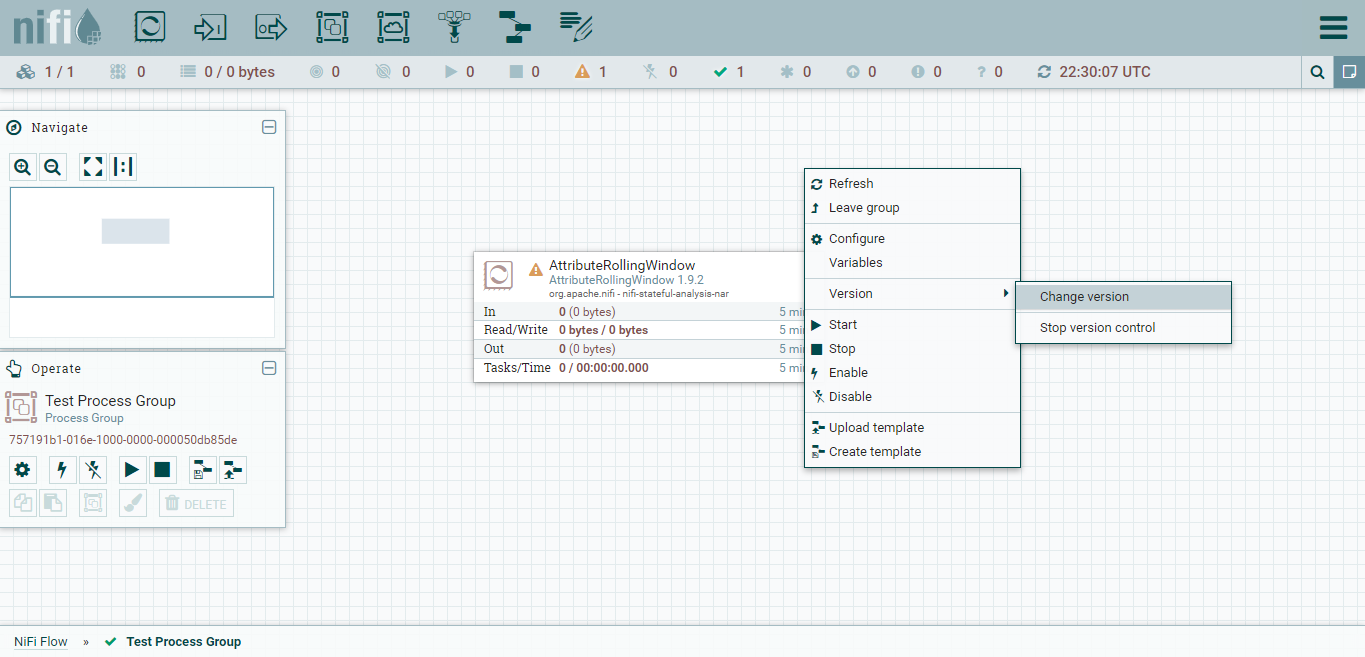 nifi
1 / 1 0 0 / 0 bytes 0 0 0 0 1 0 1 0 0 0 ? 0 22:30:07 UTC
Navigate
Operate
Test Process Group
Process Group
757191b1-016e-1000-0000-000050db85de
DELETE
AttributeRollingWindow
AttributeRollingWindow 1.9.2
org.apache.nifi - nifi-stateful-analysis-nar
In 0 (0 bytes) 5 min
Read/Write 0 bytes / 0 bytes 5 min
Out 0 (0 bytes) 5 min
Tasks/Time 0 / 00:00:00.000 5 min
Refresh
Leave group
Configure
Variables
Version
Change version
Stop version control
Start
Stop
Enable
Disable
Upload template
Create template
NiFi Flow » Test Process Group